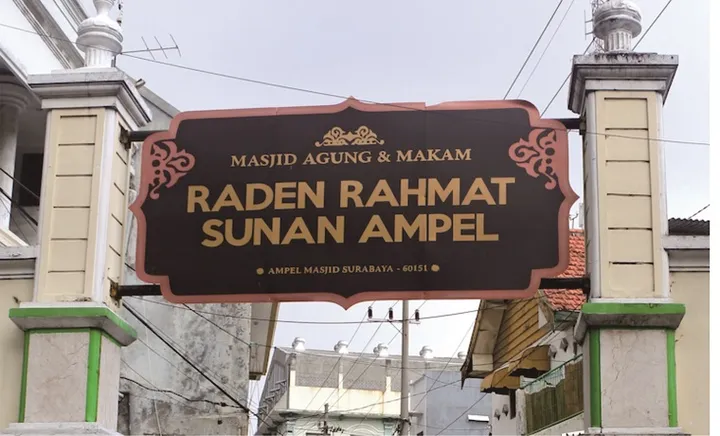 MASJID AGUNG & MAKAM
RADEN RAHMAT
SUNAN AMPEL
AMPEL MASJID SURABAYA - 60151